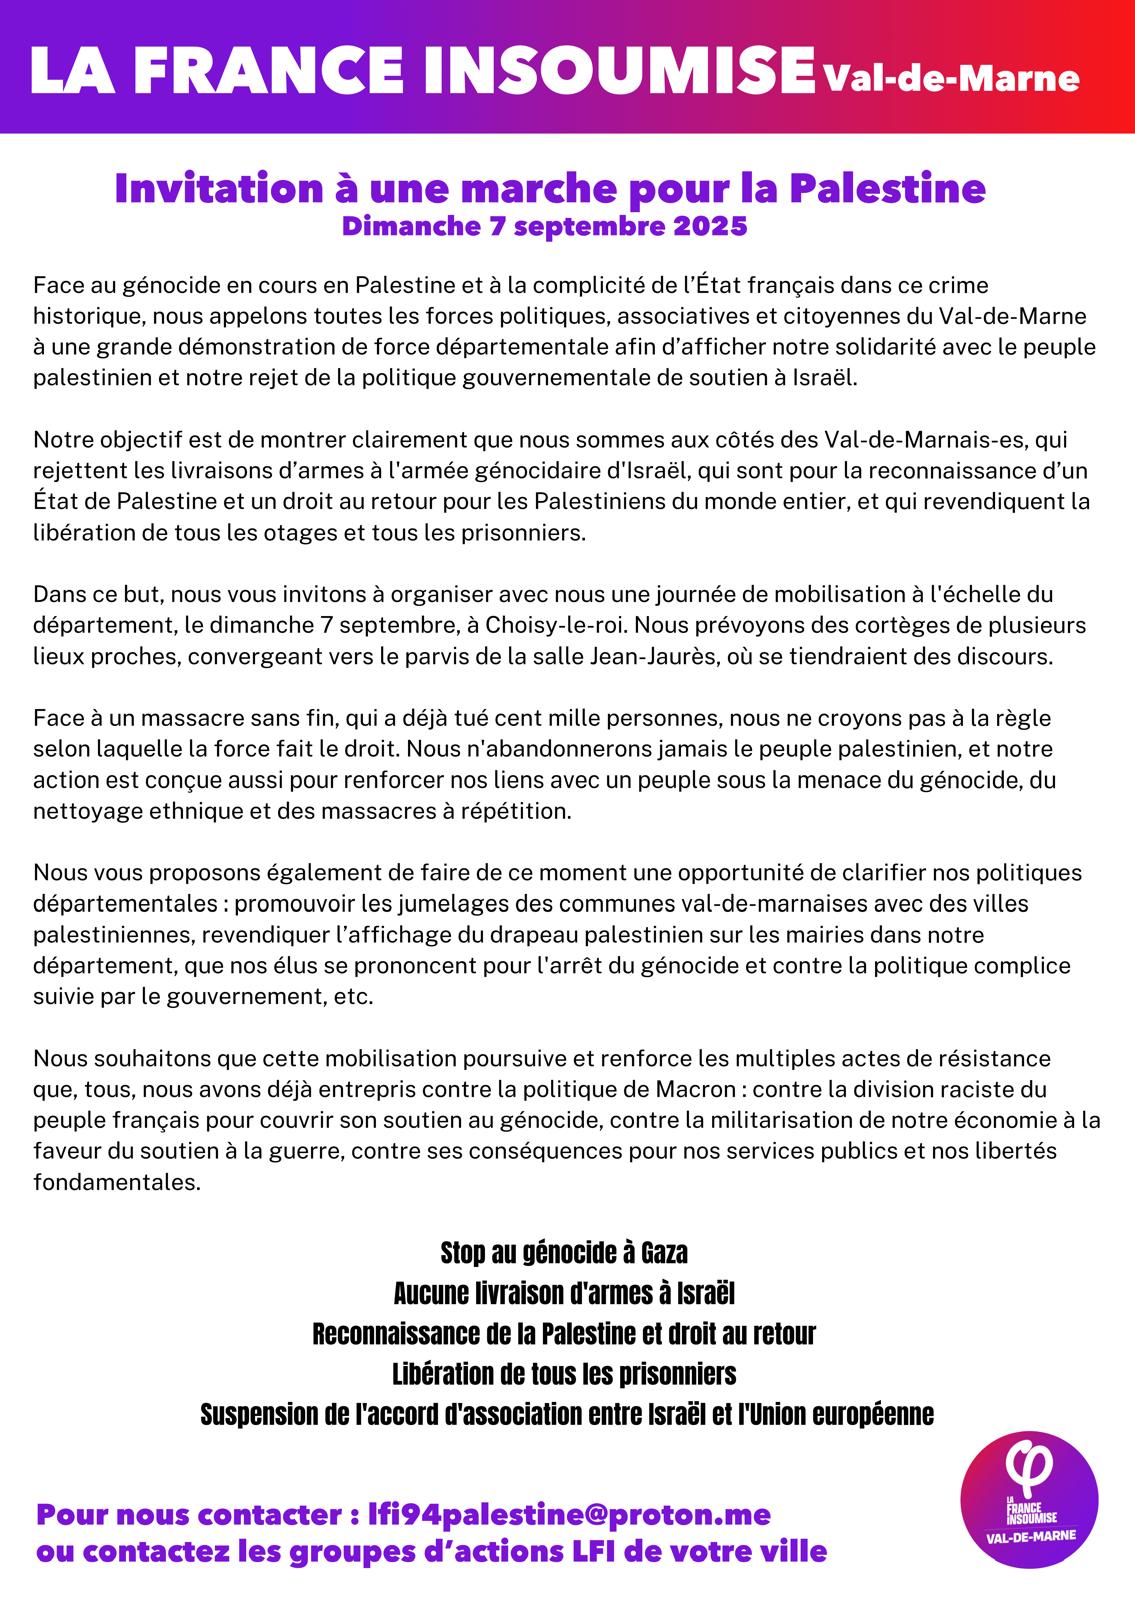 LA FRANCE INSOUMISE Val-de-Marne
Invitation à une marche pour la Palestine
Dimanche 7 septembre 2025
Face au génocide en cours en Palestine et à la complicité de l’État français dans ce crime
historique, nous appelons toutes les forces politiques, associatives et citoyennes du Val-de-Marne
à une grande démonstration de force départementale afin d’afficher notre solidarité avec le peuple
palestinien et notre rejet de la politique gouvernementale de soutien à Israël.
Notre objectif est de montrer clairement que nous sommes aux côtés des Val-de-Marnais-es, qui
rejettent les livraisons d’armes à l'armée génocidaire d'Israël, qui sont pour la reconnaissance d’un
État de Palestine et un droit au retour pour les Palestiniens du monde entier, et qui revendiquent la
libération de tous les otages et tous les prisonniers.
Dans ce but, nous vous invitons à organiser avec nous une journée de mobilisation à l'échelle du
département, le dimanche 7 septembre, à Choisy-le-roi. Nous prévoyons des cortèges de plusieurs
lieux proches, convergeant vers le parvis de la salle Jean-Jaurès, où se tiendraient des discours.
Face à un massacre sans fin, qui a déjà tué cent mille personnes, nous ne croyons pas à la règle
selon laquelle la force fait le droit. Nous n'abandonnerons jamais le peuple palestinien, et notre
action est conçue aussi pour renforcer nos liens avec un peuple sous la menace du génocide, du
nettoyage ethnique et des massacres à répétition.
Nous vous proposons également de faire de ce moment une opportunité de clarifier nos politiques
départementales : promouvoir les jumelages des communes val-de-marnaises avec des villes
palestiniennes, revendiquer l’affichage du drapeau palestinien sur les mairies dans notre
département, que nos élus se prononcent pour l'arrêt du génocide et contre la politique complice
suivie par le gouvernement, etc.
Nous souhaitons que cette mobilisation poursuive et renforce les multiples actes de résistance
que, tous, nous avons déjà entrepris contre la politique de Macron : contre la division raciste du
peuple français pour couvrir son soutien au génocide, contre la militarisation de notre économie à la
faveur du soutien à la guerre, contre ses conséquences pour nos services publics et nos libertés
fondamentales.
Stop au génocide à Gaza
Aucune livraison d'armes à Israël
Reconnaissance de la Palestine et droit au retour
Libération de tous les prisonniers
Suspension de l'accord d'association entre Israël et l'Union européenne
Pour nous contacter : lfi94palestine@proton.me
ou contactez les groupes d’actions LFI de votre ville
LA
FRANCE
INSOUMISE
VAL-DE-MARNE